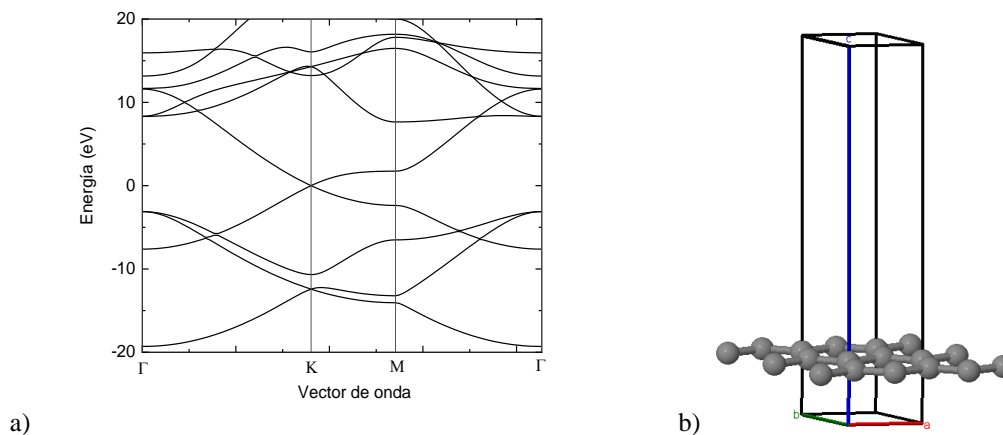 20
10
0
-10
-20
Energía (eV)
Γ
K
M
Γ
Vector de onda
a)
c
b
a
b)